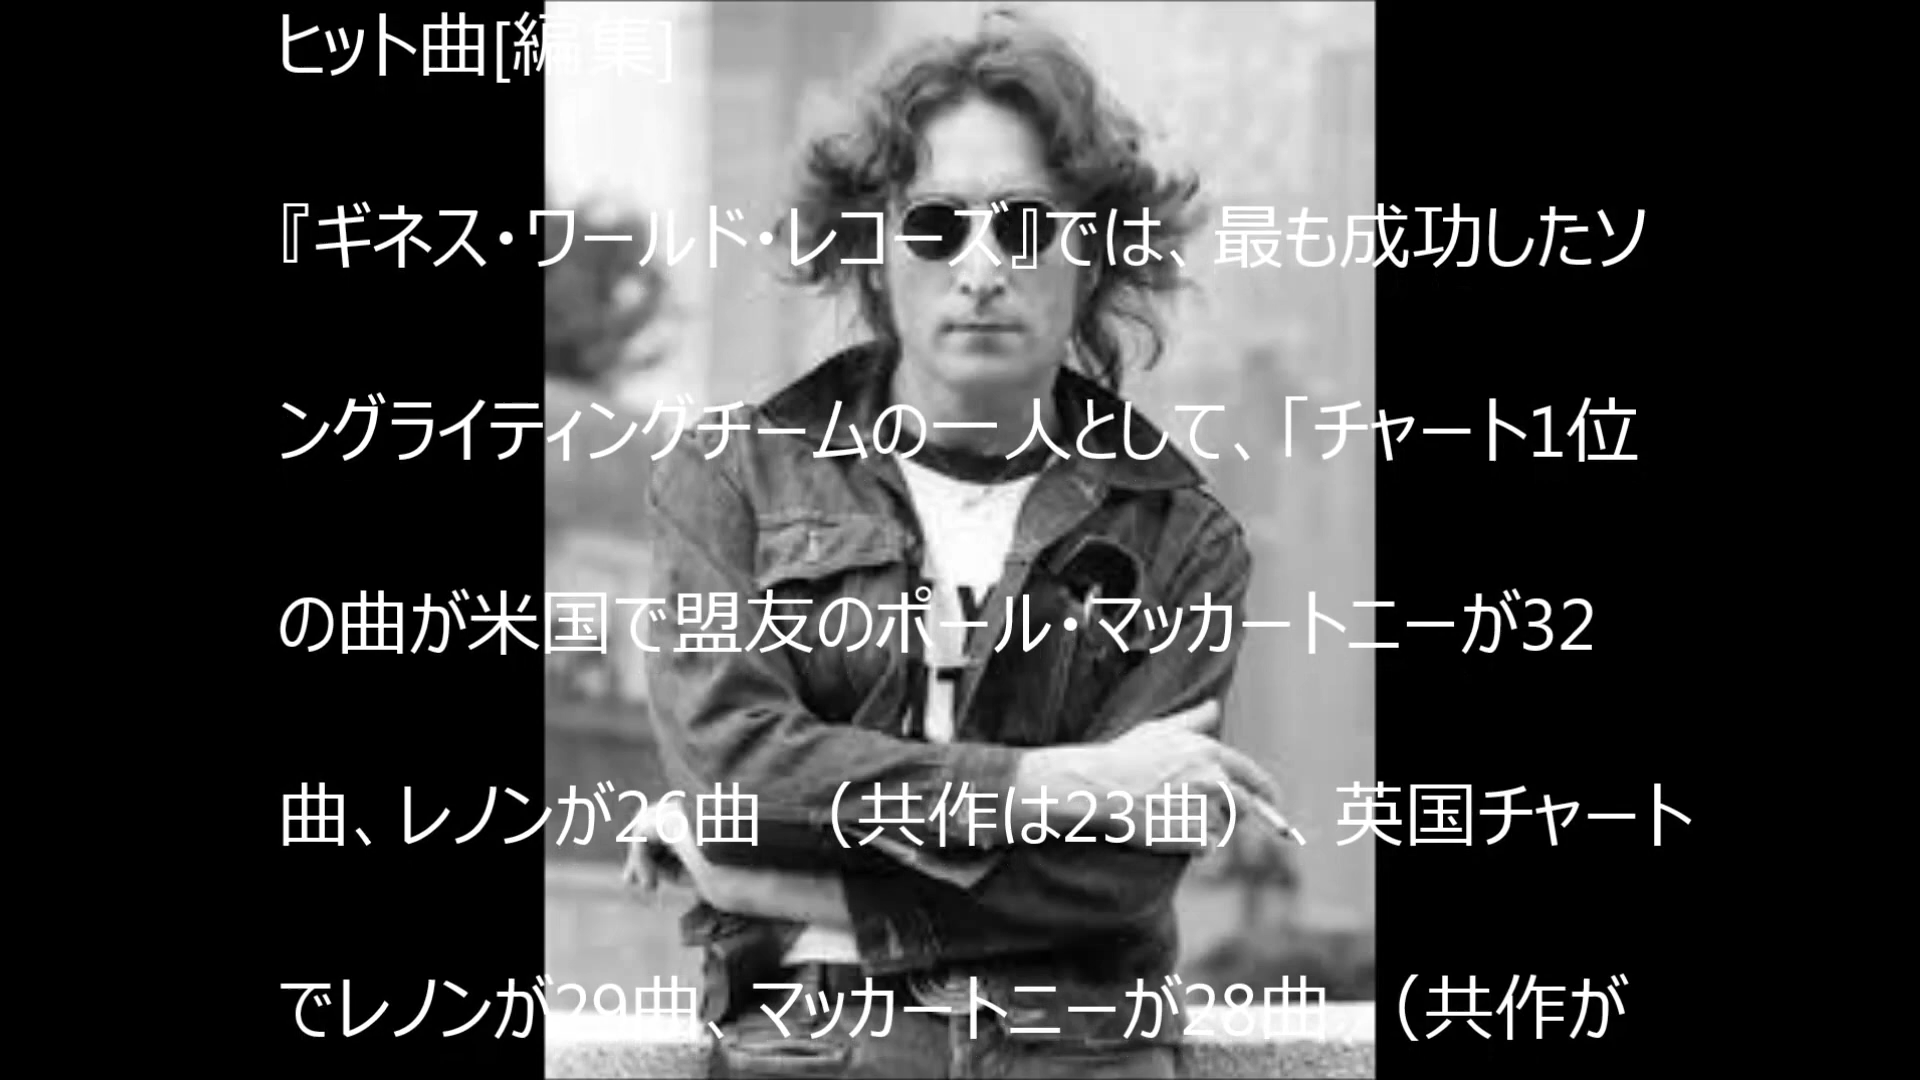 ヒット曲[編集]
『ギネス・ワールド・レコーズ』では、最も成功したソ
ングライティングチームの一人として、「チャート1位
の曲が米国で盟友のポール・マッカートニーが32
曲、レノンが26曲 （共作は23曲）、英国チャート
でレノンが29曲、マッカートニーが28曲 （共作が